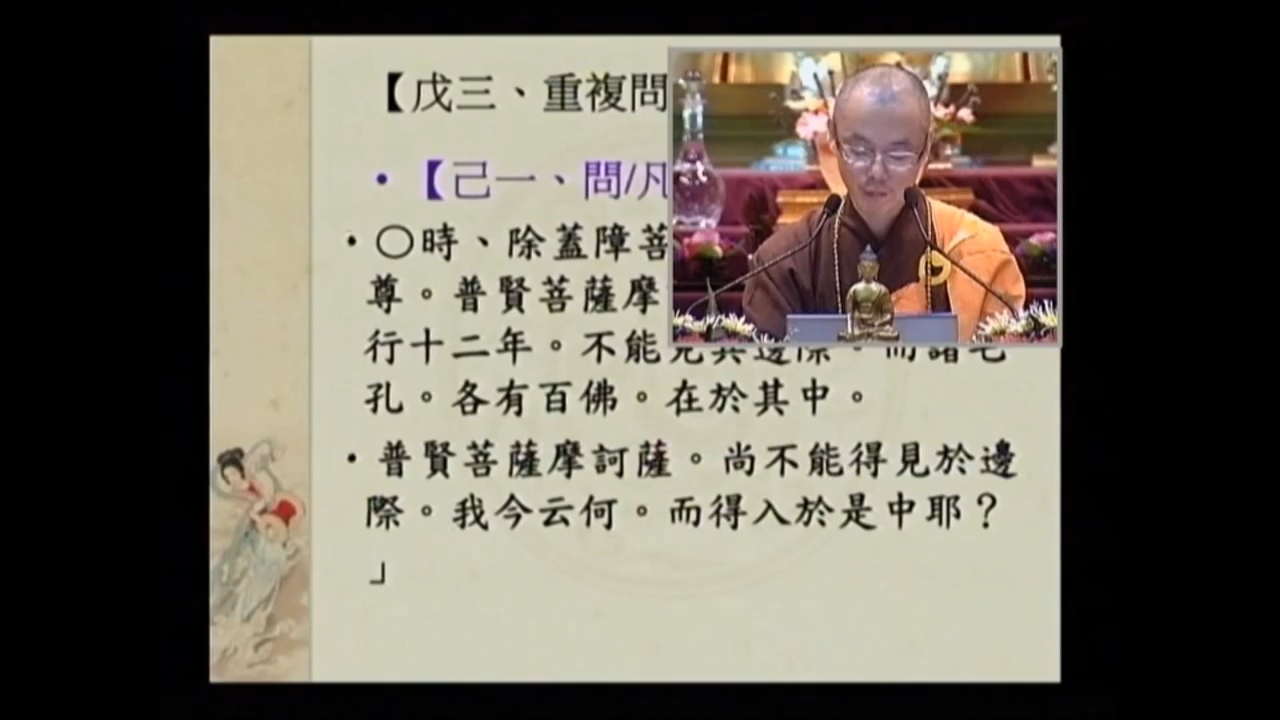 【戊三、重複問
•【己一、問/凡
•〇時、除蓋障菩
尊。普賢菩薩摩
行十二年。不能見其邊際。而諸毛
孔。各有百佛。在於其中。
•普賢菩薩摩訶薩。尚不能得見於邊
際。我今云何。而得入於是中耶？
」